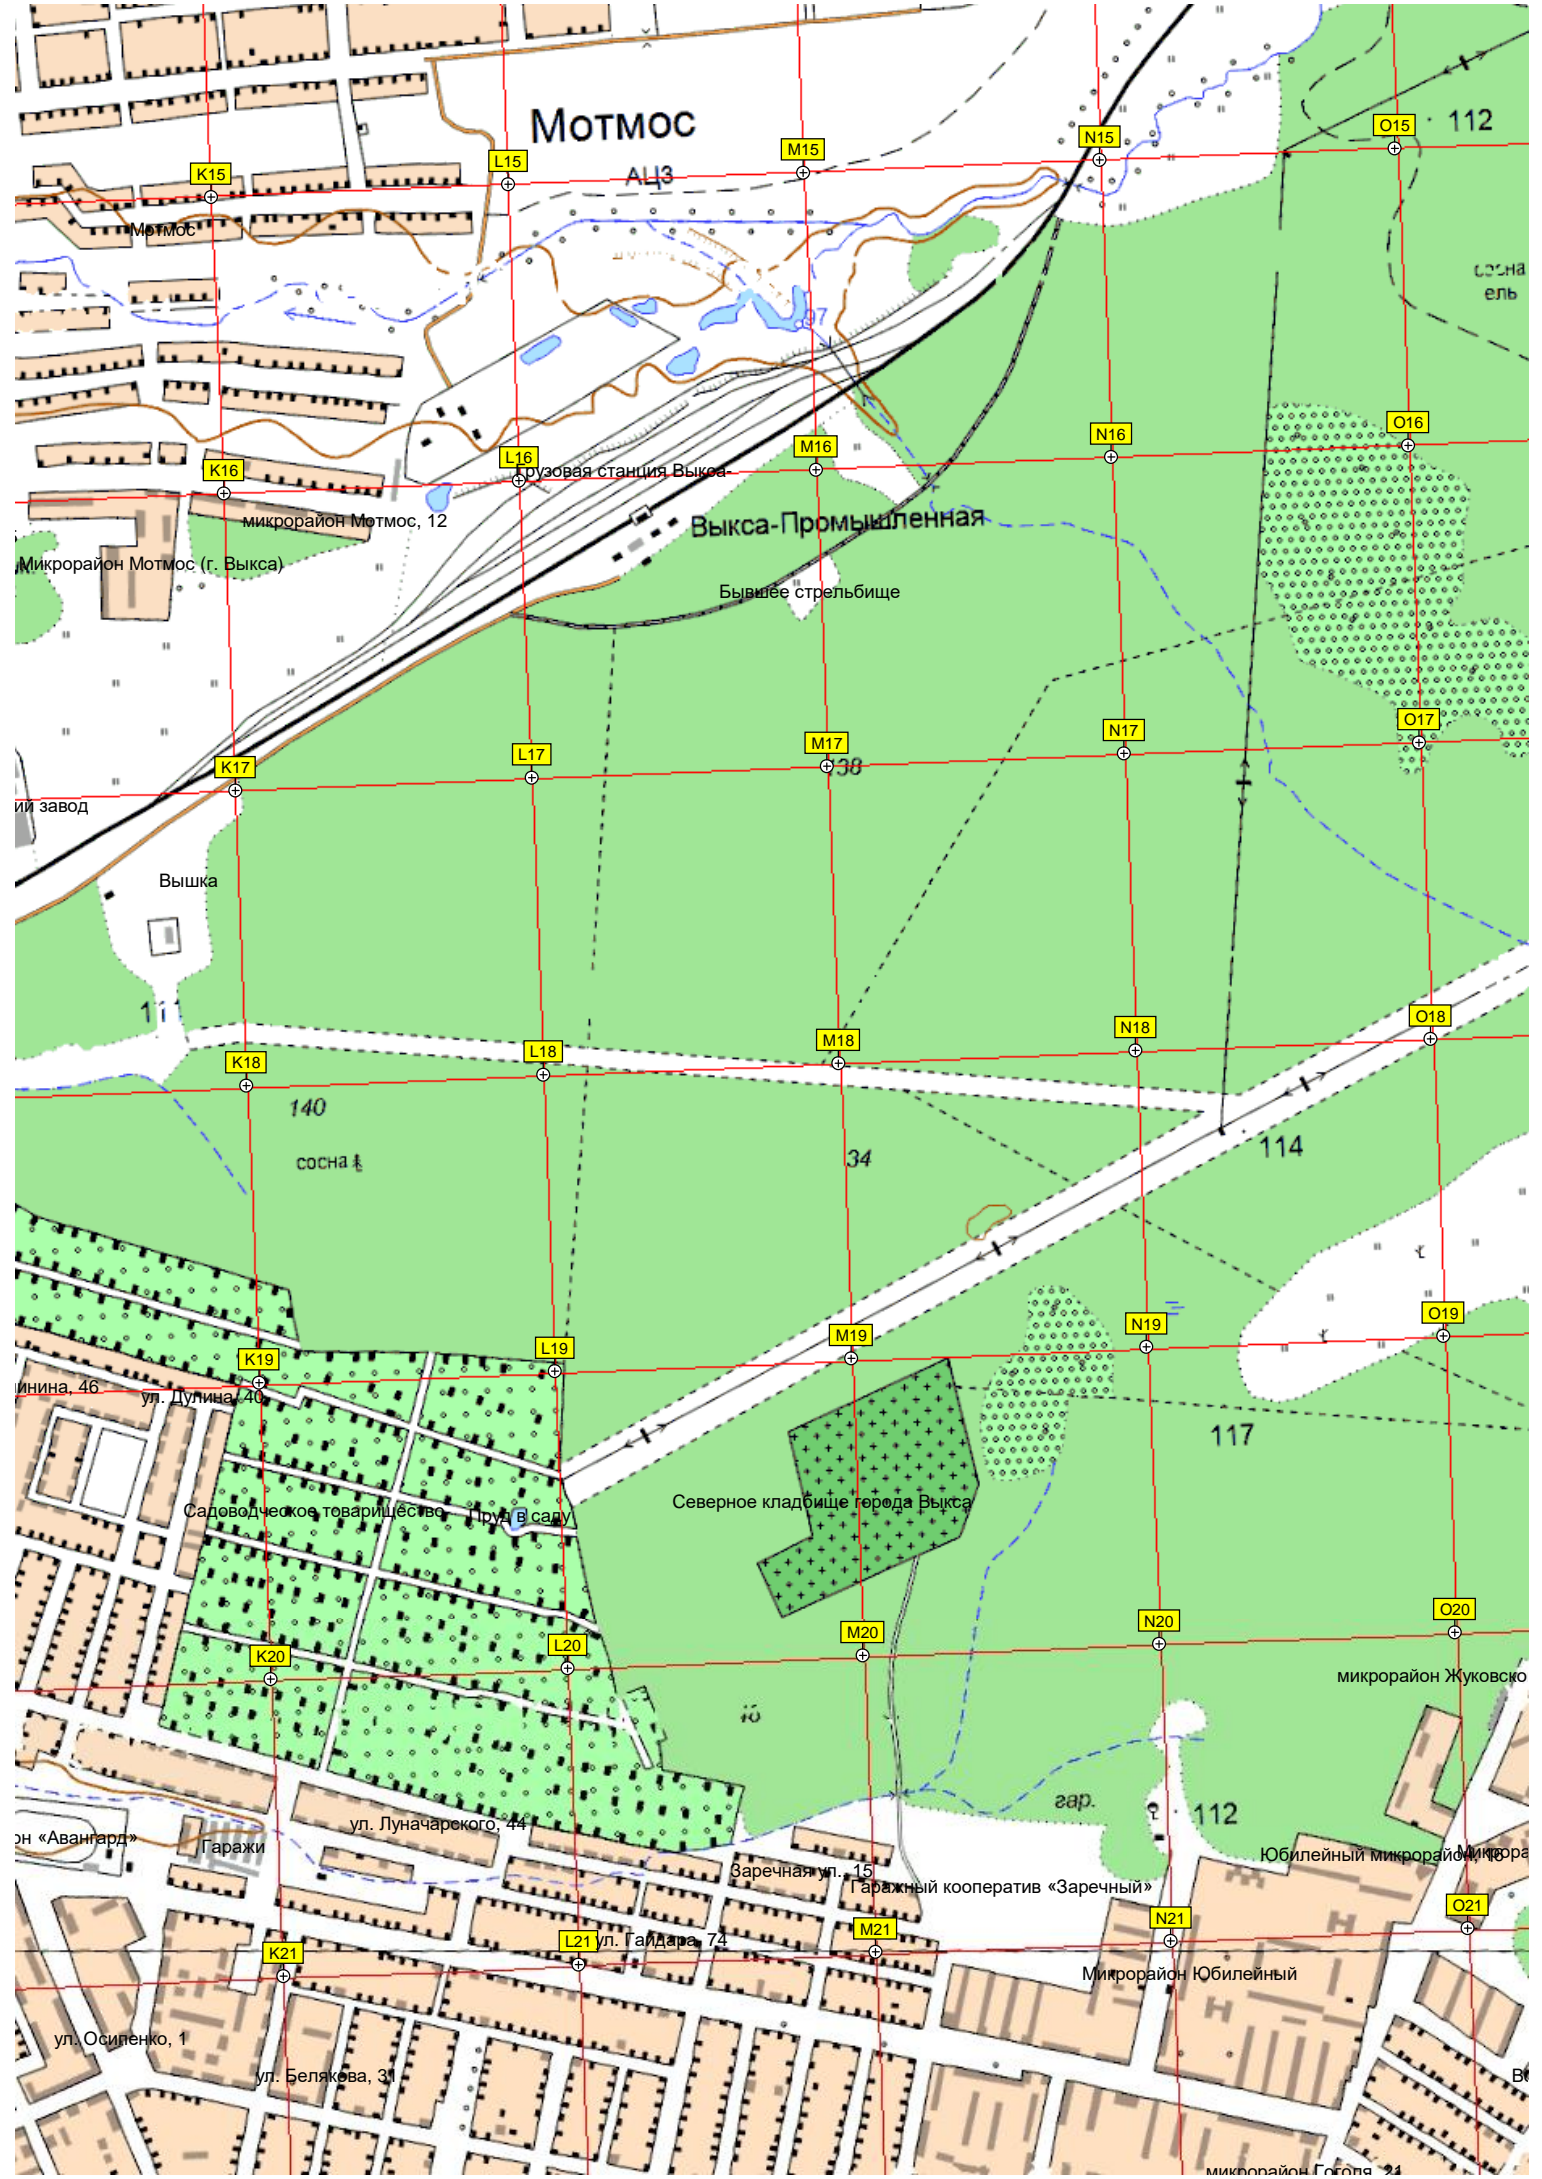 Мотмос
112
O15
N15
M15
L15
K15
АЦЗ
Мотмос
ель
97
O16
N16
M16
L16
K16
Грузовая станция Выкса-
микрорайон Мотмос, 12
Выкса-Промышленная
Микрорайон Мотмос (г. Выкса)
Бывшее стрельбище
O17
N17
M17
L17
K17
38
ий завод
Вышка
111
O18
N18
M18
L18
K18
140
сосна
34
114
O19
N19
M19
L19
K19
инина, 46
ул. Дулина, 40
117
Северное кладбище города Выкса
Садоводческое товарищество
Пруд в саду
O20
N20
M20
L20
K20
микрорайон Жуковско
гар.
112
ул. Луначарского, 44
он «Авангард»
Гаражи
Юбилейный микрорайон,
Микрора
Заречная ул., 15
Гаражный кооператив «Заречный»
O21
N21
M21
L21
K21
ул. Гайдара, 74
Микрорайон Юбилейный
ул. Осипенко, 1
ул. Белякова, 31
микрорайон Гоголя, 21